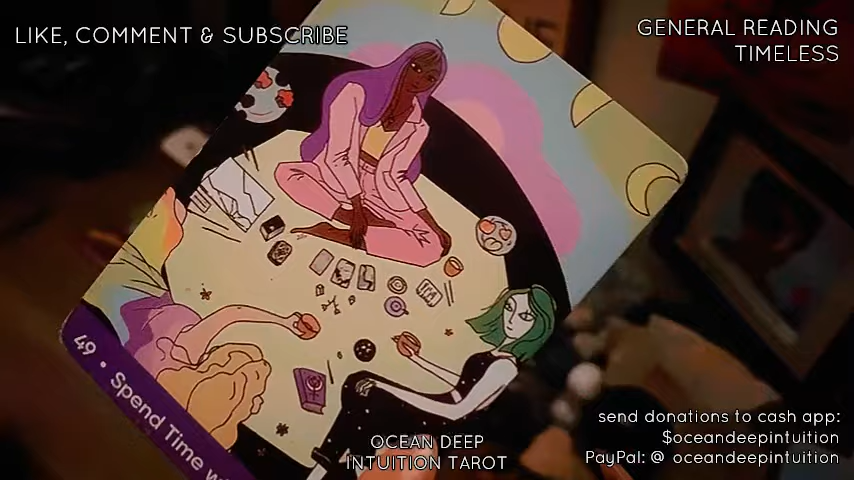 LIKE, COMMENT & SUBSCRIBE
GENERAL READING
TIMELESS
49 • Spend Time
send donations to cash app:
$oceandeepintuition
PayPal: @ oceandeepintuition
OCEAN DEEP
INTUITION TAROT